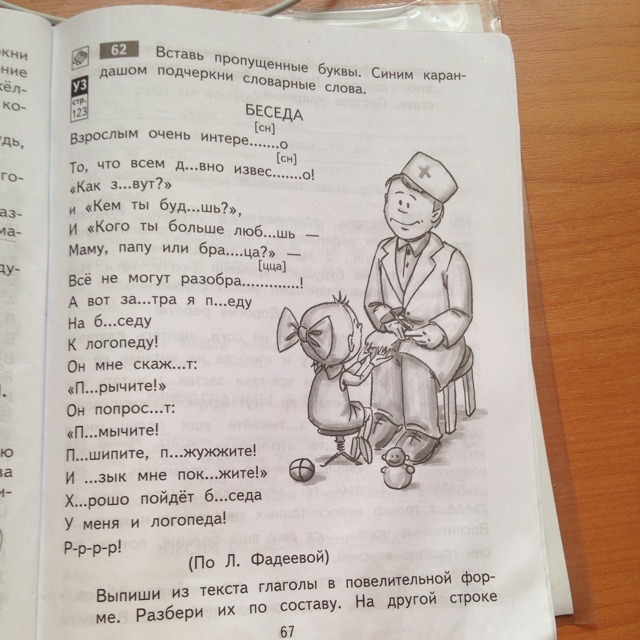 62 Вставь пропущенные буквы. Синим каран-
дашом подчеркни словарные слова.
У3
стр.
123
БЕСЕДА
[сн]
Взрослым очень интере.......о
[сн]
То, что всем д...вно извес.......о!
«Как з...вут?»
и «Кем ты буд...шь?»,
И «Кого ты больше люб...шь —
Маму, папу или бра....ца?» —
[цца]
Всё не могут разобра.............!
А вот за...тра я п...еду
На б...седу
К логопеду!
Он мне скаж...т:
«П...рычите!»
Он попрос...т:
«П...мычите!
П...шипите, п...жужжите!
И ...зык мне пок...жите!»
Х...рошо пойдёт б...седа
У меня и логопеда!
Р-р-р-р!
(По Л. Фадеевой)
Выпиши из текста глаголы в повелительной фор-
ме. Разбери их по составу. На другой строке
67